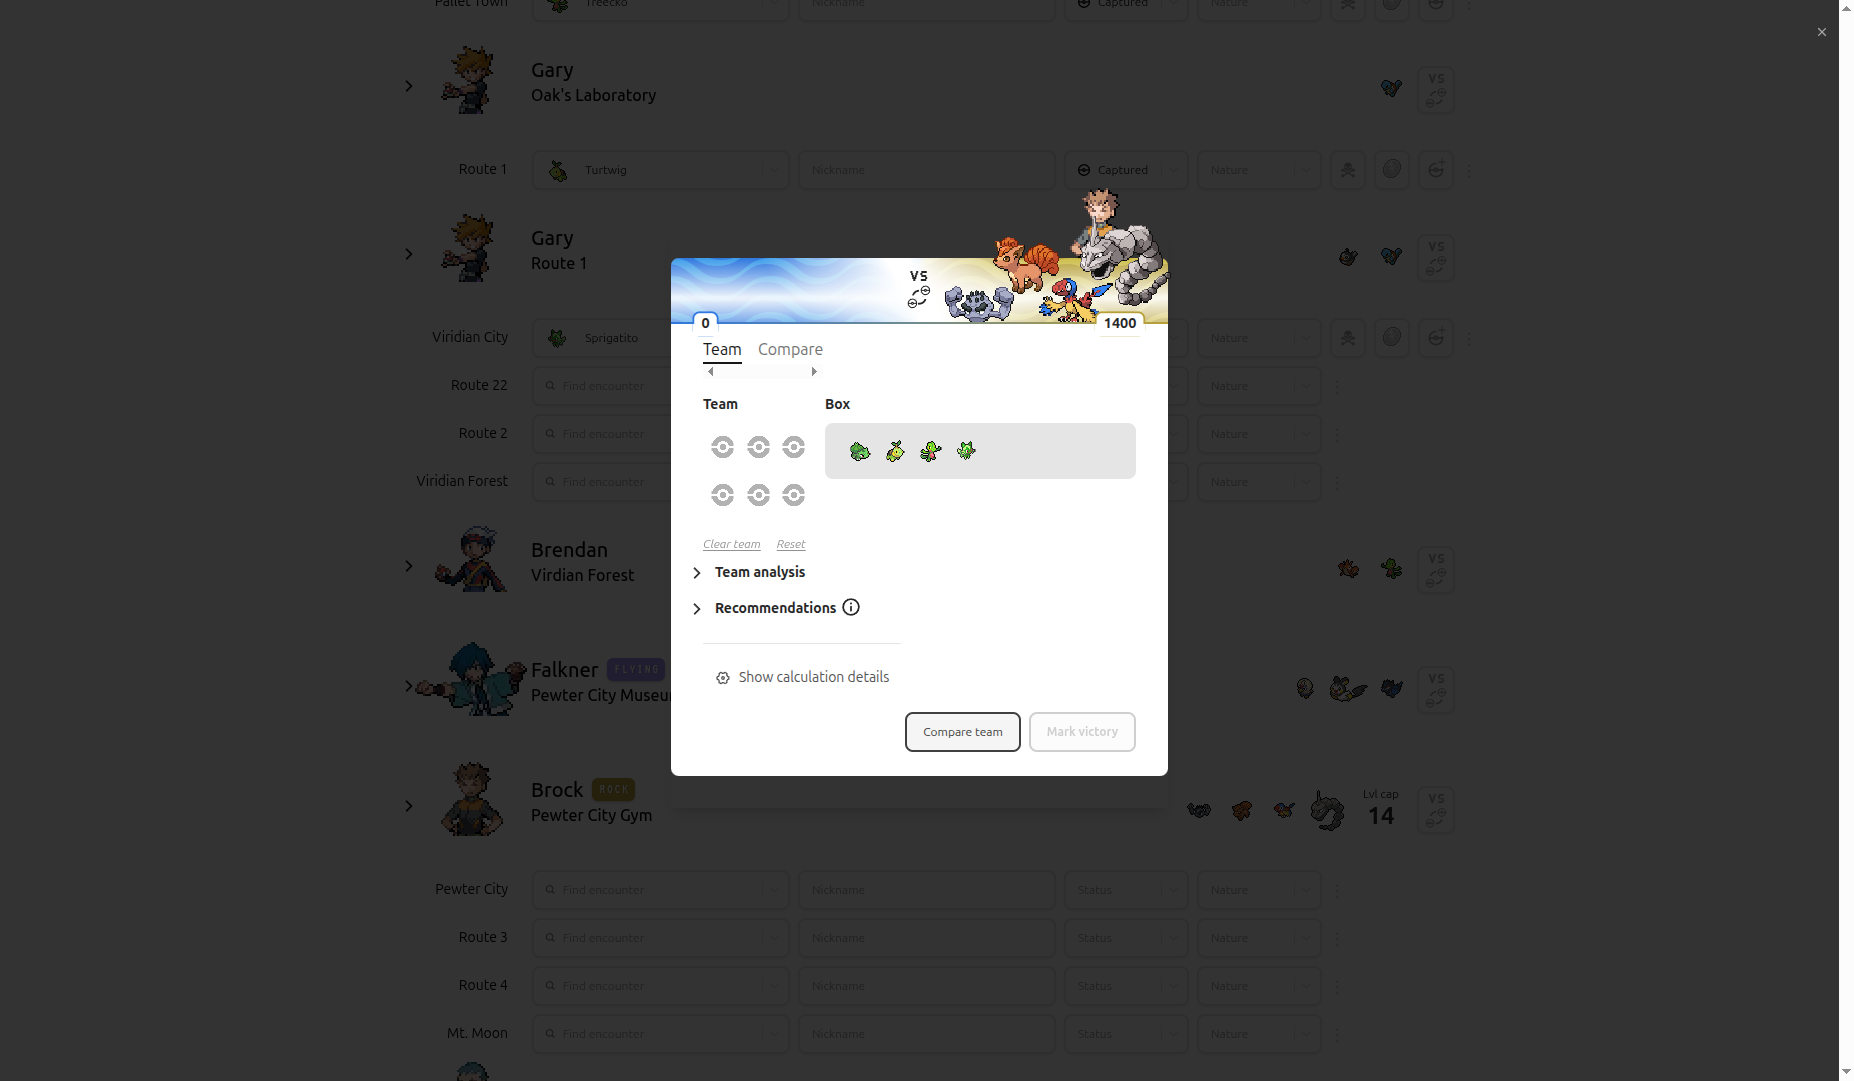 Pallet Town Treecko Nickname Captured Nature
×
Gary
Oak's Laboratory
VS
Route 1 Turtwig Nickname Captured Nature
Gary
Route 1
VS
Viridian City Sprigatito Nature
Route 22 Find encounter Nature
Route 2 Find encounter Nature
Viridian Forest Find encounter Nature
Brendan
Virdian Forest
VS
Falkner FLYING
Pewter City Museu
VS
Brock ROCK
Pewter City Gym
Lvl cap
14
VS
Pewter City Find encounter Nickname Status Nature
Route 3 Find encounter Nickname Status Nature
Route 4 Find encounter Nickname Status Nature
Mt. Moon Find encounter Nickname Status Nature
VS
0
1400
Team Compare
Team Box
Clear team Reset
Team analysis
Recommendations
Show calculation details
Compare team Mark victory